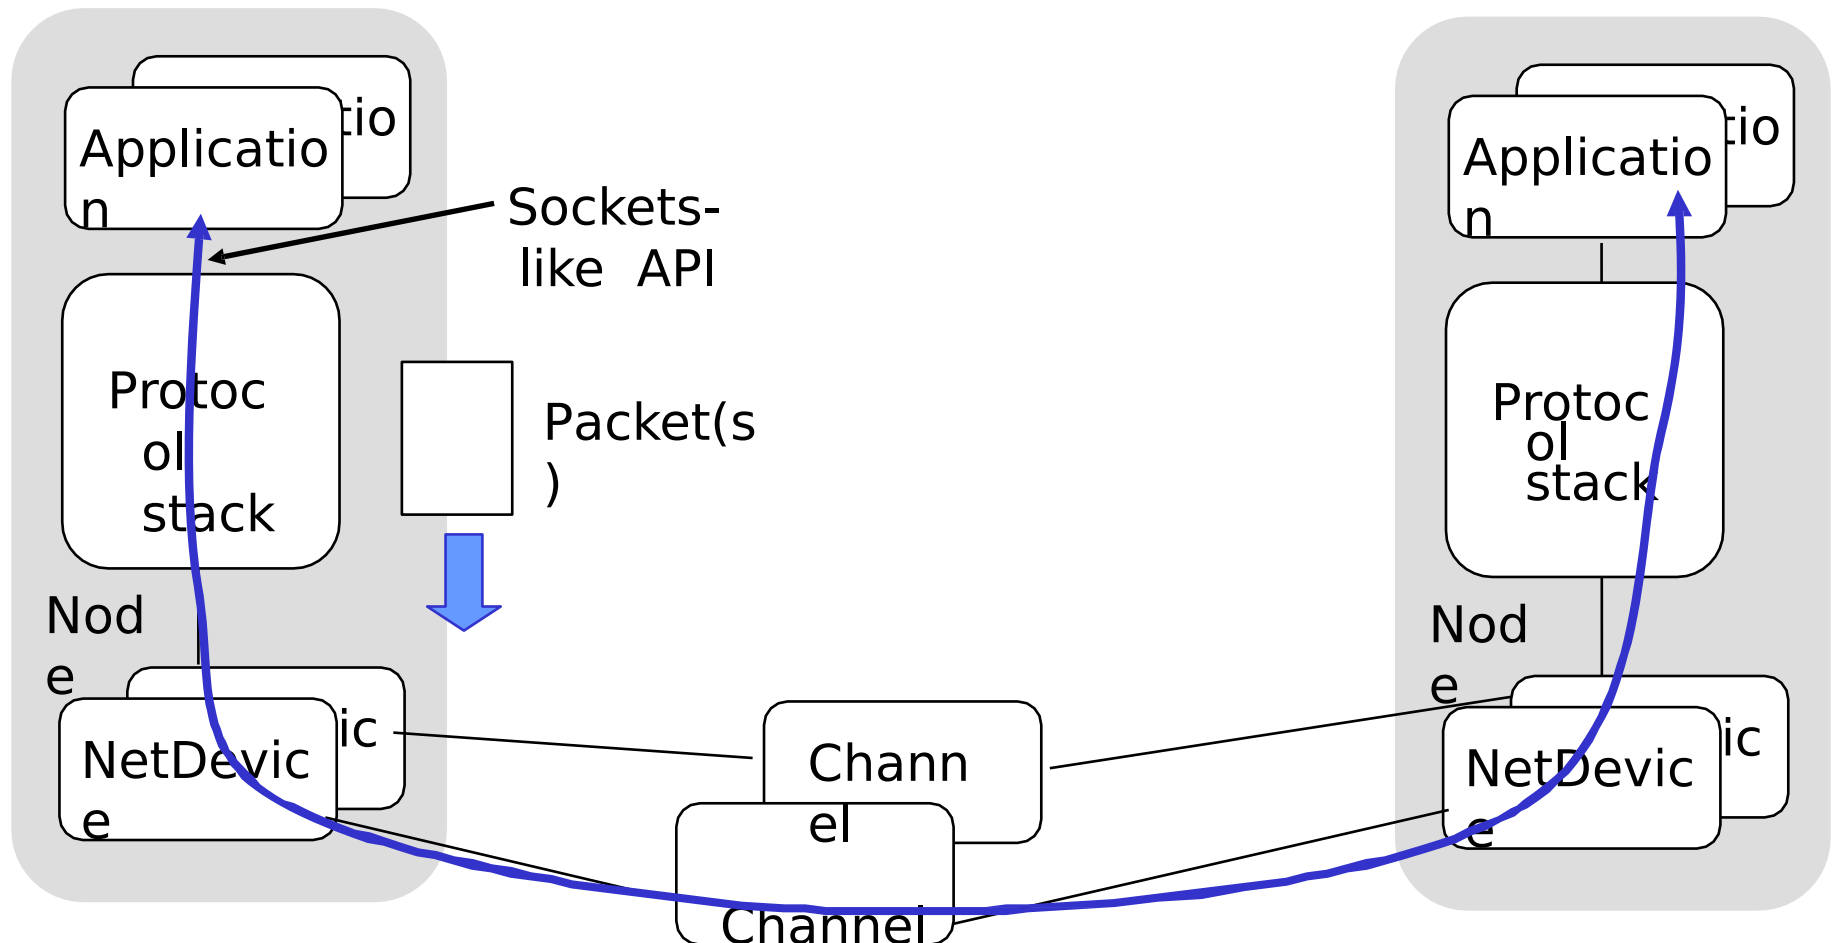 tio
Applicatio
n
Sockets-
like API
Protoc
ol
stack
Packet(s
)
Nod
e
ic
NetDevic
e
Chann
el
Channel
tio
Applicatio
n
Protoc
ol
stack
Nod
e
ic
NetDevic
e